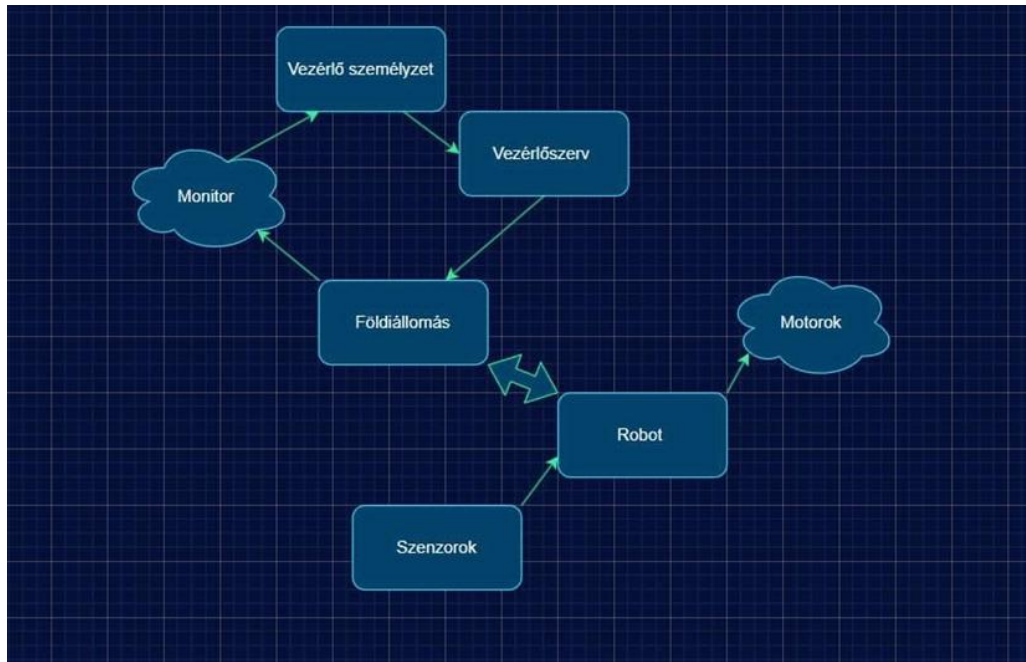 Vezérlő személyzet
Vezérlőszerv
Monitor
Földiállomás
Motorok
Robot
Szenzorok